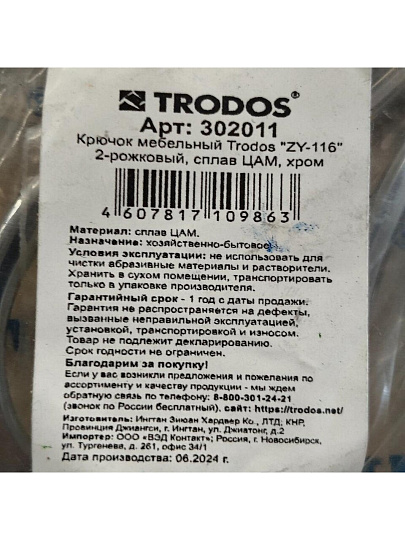 TRODOS®
Арт: 302011
Крючок мебельный Trodos "ZY-116"
2-рожковый, сплав ЦАМ, хром
4 607817 109863
Материал: сплав ЦАМ.
Назначение: хозяйственно-бытовое.
Условия эксплуатации: не использовать для
чистки абразивные материалы и растворители.
Хранить в сухом помещении, транспортировать
только в упаковке производителя.
Гарантийный срок - 1 год с даты продажи.
Гарантия не распространяется на дефекты,
вызванные неправильной эксплуатацией,
установкой, транспортировкой и износом.
Товар не подлежит декларированию.
Срок годности не ограничен.
Благодарим за покупку!
Если у вас возникли предложения и пожелания по
ассортименту и качеству продукции - мы ждем
обратную связь по телефону: 8-800-301-24-21
(звонок по России бесплатный), сайт: https://trodos.net/
Изготовитель: Ингтан Зиюан Хардвер Ко., ЛТД; КНР,
Провинция Джиангси, г. Ингтан, ул. Джиатонг, д.2
Импортер: ООО «ВЭД Контакт»; Россия, г. Новосибирск,
ул. Тургенева, д. 261, офис 34/1
Дата производства: 06.2024 г.